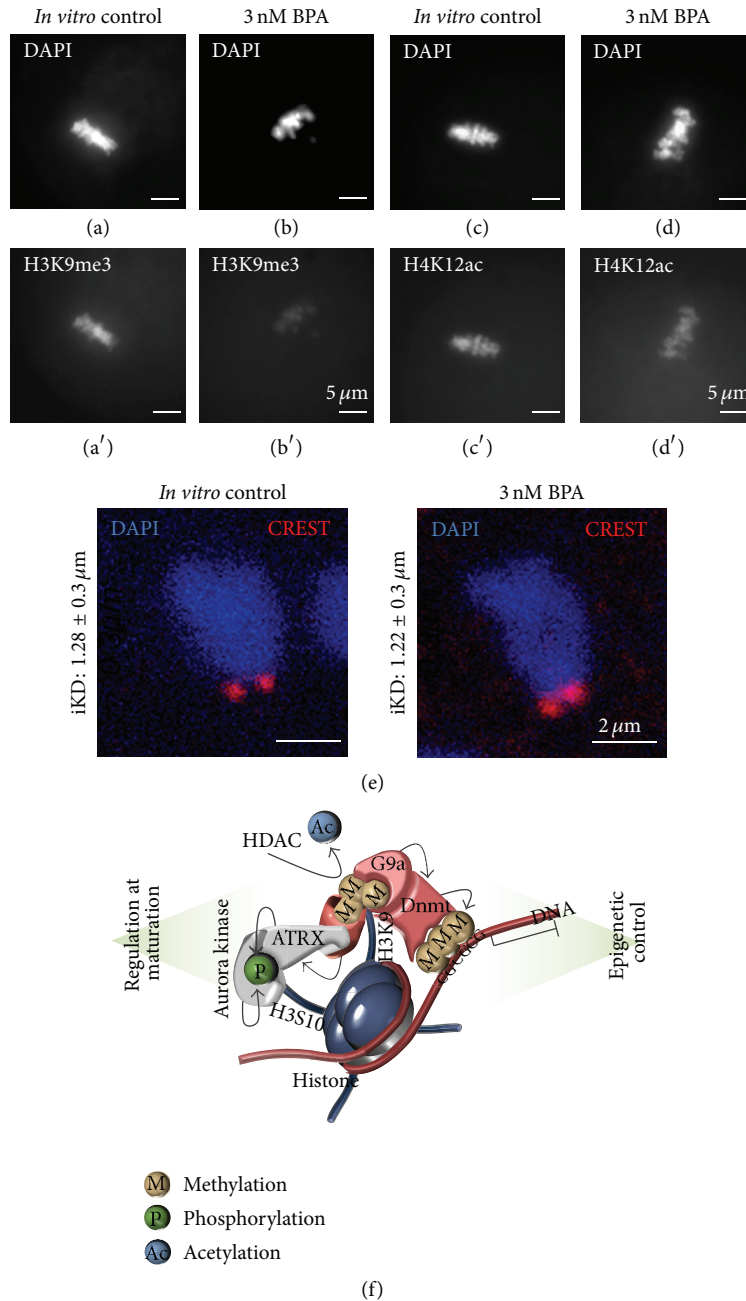 In vitro control
3 nM BPA
In vitro control
3 nM BPA
DAPI
DAPI
DAPI
DAPI
(a)
(b)
(c)
(d)
H3K9me3
H3K9me3
H4K12ac
H4K12ac
5 μm
5 μm
(a′)
(b′)
(c′)
(d′)
In vitro control
3 nM BPA
iKD: 1.28 ± 0.3 μm
DAPI
CREST
iKD: 1.22 ± 0.3 μm
DAPI
CREST
2 μm
(e)
Regulation at
maturation
Aurora kinase
HDAC
Ac
G9a
M
M
M
Dnmt
H3K9
ATRX
P
M
M
M
CGCGCG
DNA
H3S10
Histone
Epigenetic
control
M Methylation
P Phosphorylation
Ac Acetylation
(f)